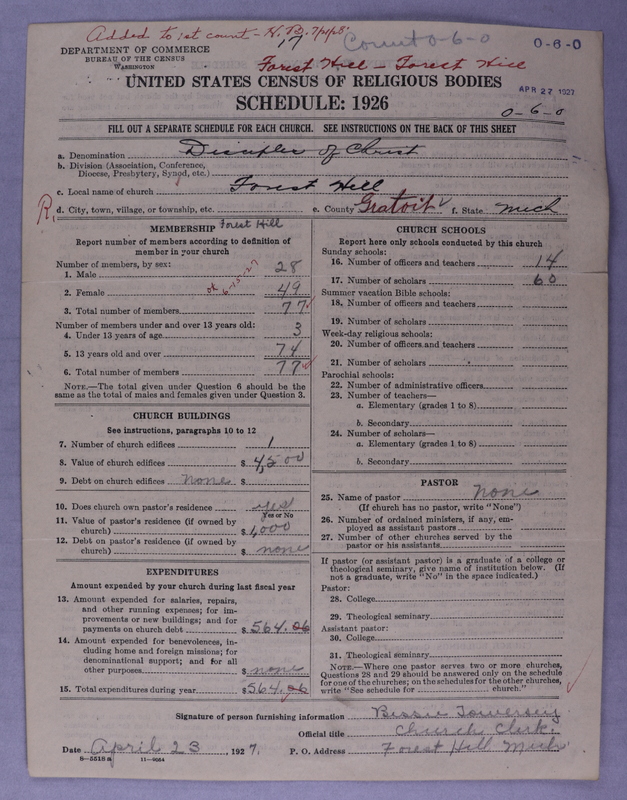 Added to 1st count - H.B. 7/21/28
17
Count 0-6-0
0-6-0
DEPARTMENT OF COMMERCE
BUREAU OF THE CENSUS
WASHINGTON
Forest Hill - Forest Hill
APR 27 1927
UNITED STATES CENSUS OF RELIGIOUS BODIES
SCHEDULE: 1926
0-6-0
FILL OUT A SEPARATE SCHEDULE FOR EACH CHURCH. SEE INSTRUCTIONS ON THE BACK OF THIS SHEET
a. Denomination Disciples of Christ
b. Division (Association, Conference, Diocese, Presbytery, Synod, etc.)
c. Local name of church Forest Hill
R1 d. City, town, village, or township, etc. e. County Gratoit f. State Mich
Forest Hill
MEMBERSHIP
Report number of members according to definition of
member in your church
Number of members, by sex:
1. Male 28
2. Female 49
ok 6-15-27
3. Total number of members 77
Number of members under and over 13 years old:
4. Under 13 years of age 3
5. 13 years old and over 74
6. Total number of members 77
NOTE.—The total given under Question 6 should be
same as the total of males and females given under Question 3.
CHURCH BUILDINGS
See instructions, paragraphs 10 to 12
7. Number of church edifices 1
8. Value of church edifices $ 4,500
9. Debt on church edifices none $
10. Does church own pastor's residence yes
Yes or No
11. Value of pastor's residence (if owned by
church) $ 1,000
12. Debt on pastor's residence (if owned by
church) $ none
EXPENDITURES
Amount expended by your church during last fiscal year
13. Amount expended for salaries, repairs,
and other running expenses; for im-
provements or new buildings; and for
payments on church debt $ 564.06
14. Amount expended for benevolences, in-
cluding home and foreign missions; for
denominational support; and for all
other purposes $ none
15. Total expenditures during year $ 564.06
CHURCH SCHOOLS
Report here only schools conducted by this church
Sunday schools:
16. Number of officers and teachers 14
17. Number of scholars 60
Summer vacation Bible schools:
18. Number of officers and teachers
19. Number of scholars
Week-day religious schools:
20. Number of officers and teachers
21. Number of scholars
Parochial schools:
22. Number of administrative officers
23. Number of teachers—
a. Elementary (grades 1 to 8)
b. Secondary
24. Number of scholars—
a. Elementary (grades 1 to 8)
b. Secondary
PASTOR
25. Name of pastor none
(If church has no pastor, write "None")
26. Number of ordained ministers, if any, em-
ployed as assistant pastors
27. Number of other churches served by the
pastor or his assistants
If pastor (or assistant pastor) is a graduate of a college or
theological seminary, give name of institution below. (If
not a graduate, write "No" in the space indicated.)
Pastor:
28. College
29. Theological seminary
Assistant pastor:
30. College
31. Theological seminary
NOTE.—Where one pastor serves two or more churches,
Questions 28 and 29 should be answered only on the schedule
for one of the churches; on the schedules for the other churches,
write "See schedule for church."
Signature of person furnishing information Bessie Towersey
Official title Church Clerk.
Date April 23, 1927. P. O. Address Forest Hill Mich
8-5518a 11-9054